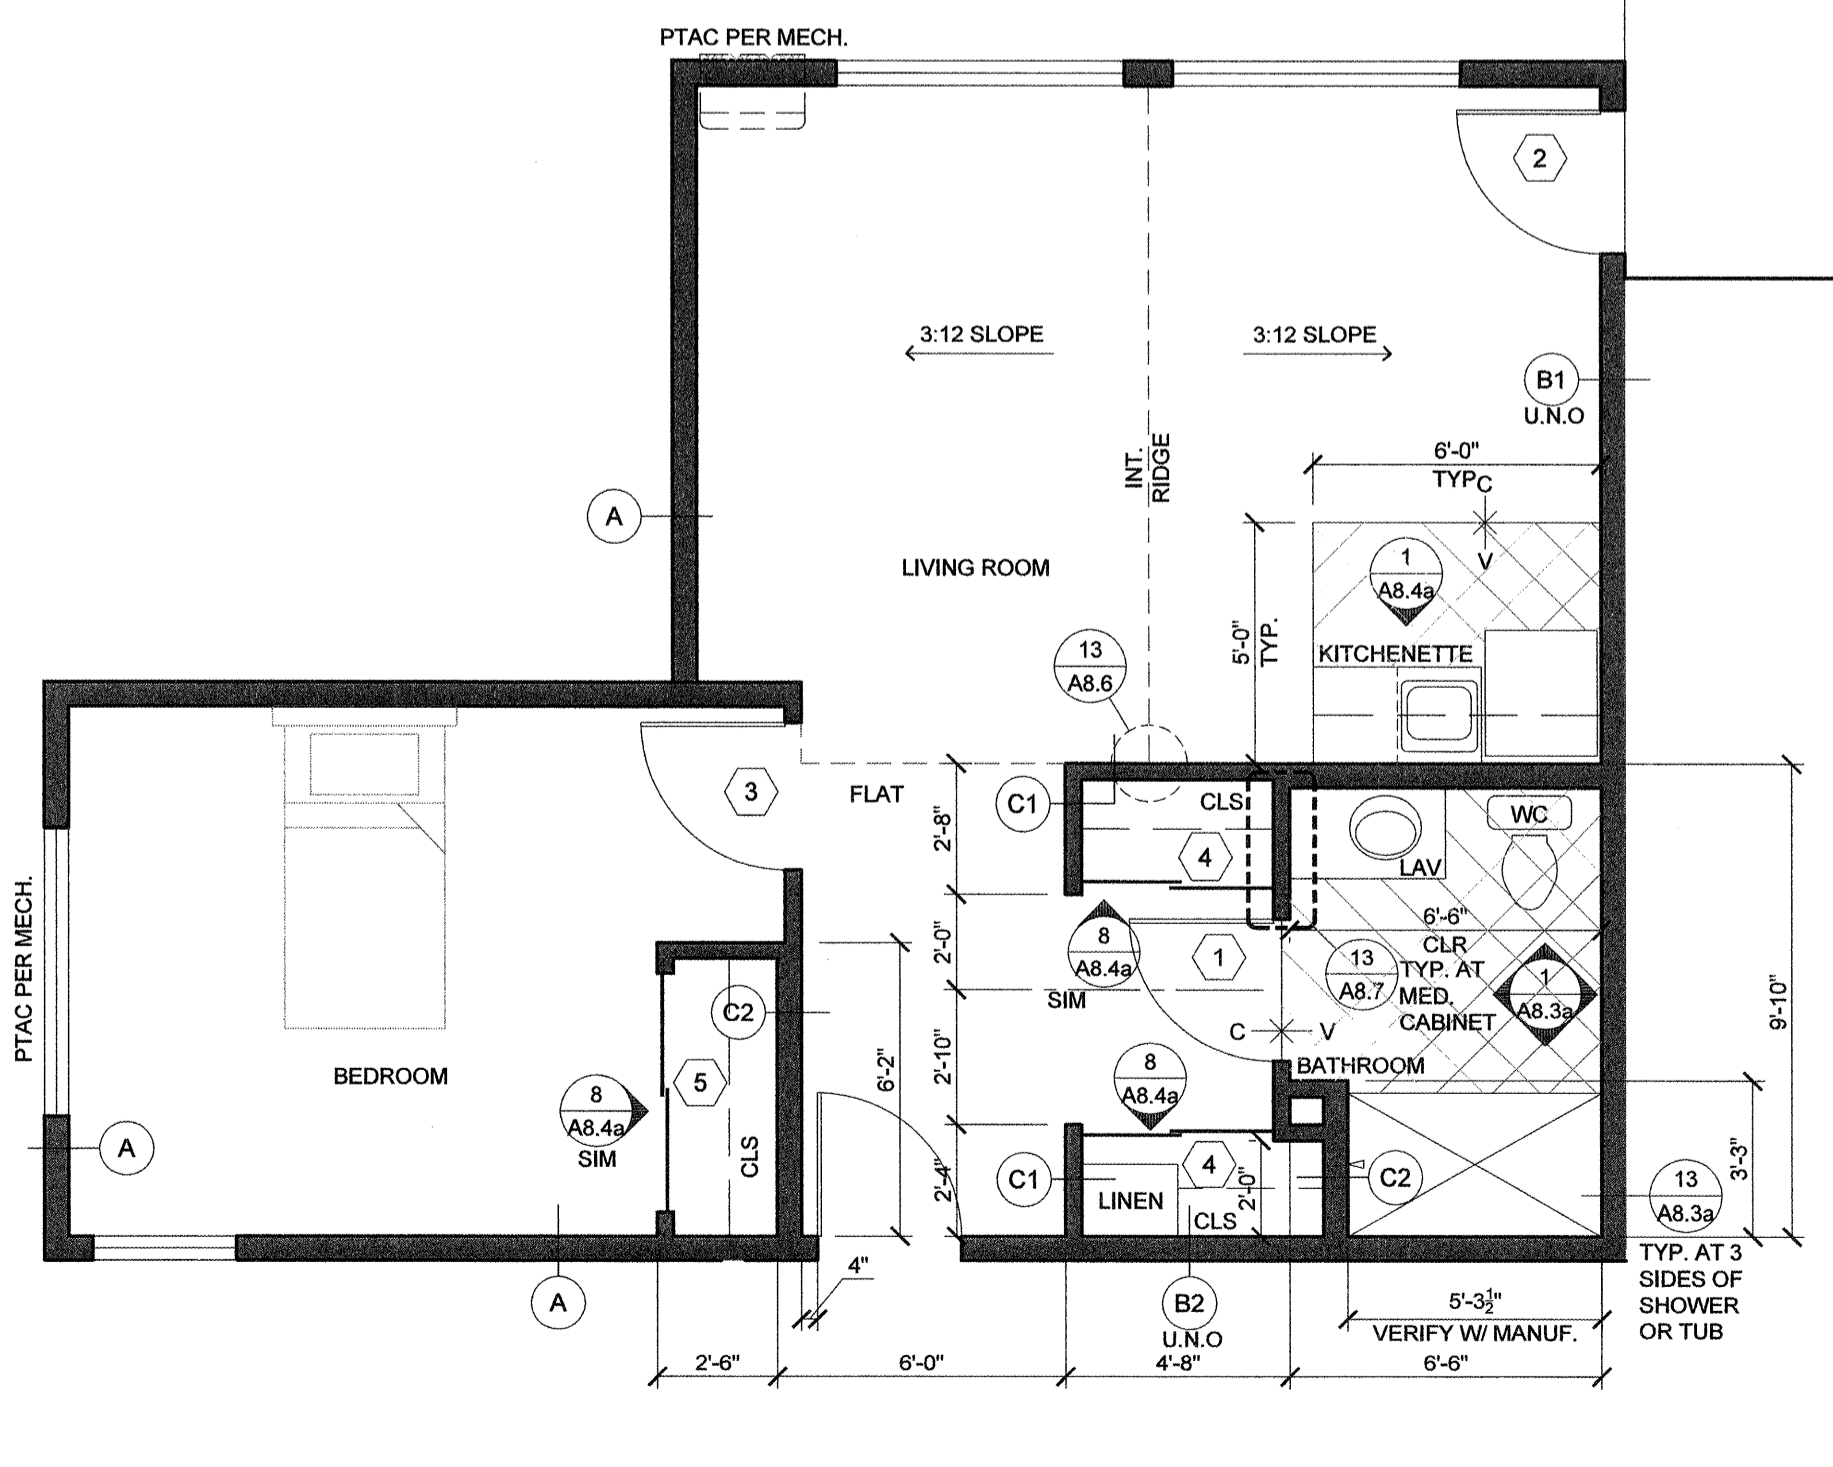 PTAC PER MECH.
2
3:12 SLOPE
3:12 SLOPE
B1
U.N.O
6'-0"
TYP.
C
V
INT.
RIDGE
A
LIVING ROOM
1
A8.4a
5'-0"
TYP.
KITCHENETTE
13
A8.6
3
FLAT
C1
CLS
4
2'-8"
WC
LAV
PTAC PER MECH.
6'-6"
CLR
TYP. AT
MED.
CABINET
8
A8.4a
SIM
1
13
A8.7
1
A8.3a
2'-0"
9'-10"
C2
C
V
BATHROOM
BEDROOM
5
6'-2"
2'-10"
8
A8.4a
8
A8.4a
SIM
A
CLS
C1
LINEN
4
CLS
2'-0"
2'-4"
C2
3'-3"
13
A8.3a
TYP. AT 3
SIDES OF
SHOWER
OR TUB
A
4"
B2
U.N.O
5'-3½"
VERIFY W/ MANUF.
2'-6"
6'-0"
4'-8"
6'-6"